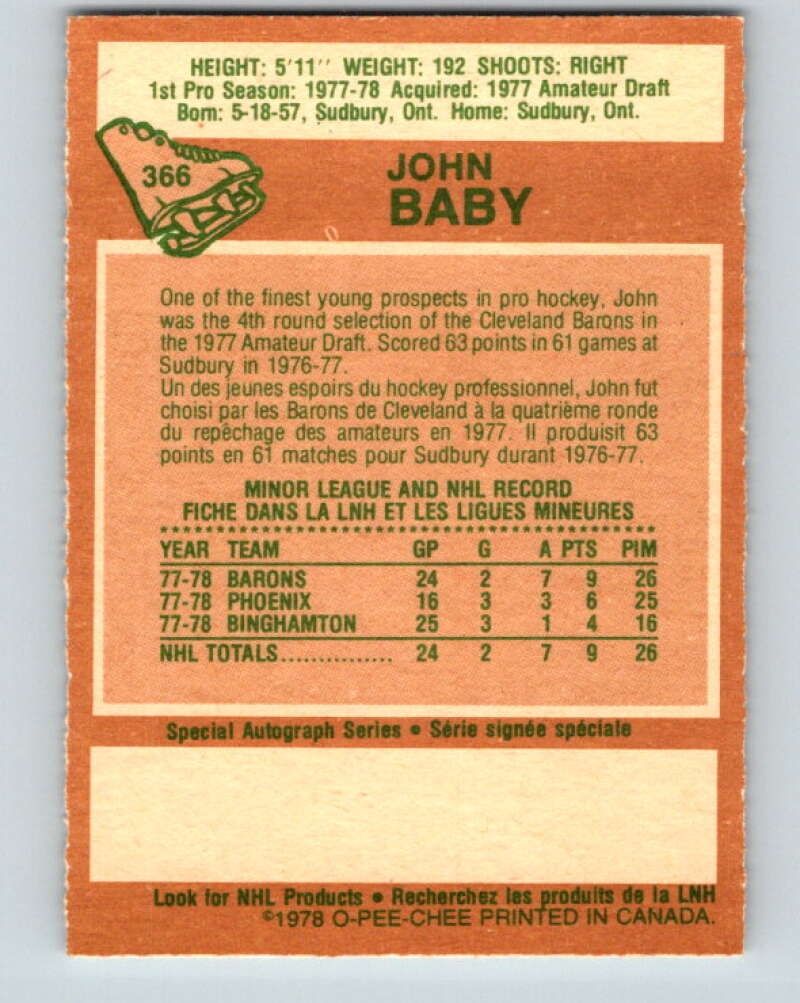 HEIGHT: 5'11'' WEIGHT: 192 SHOOTS: RIGHT
1st Pro Season: 1977-78 Acquired: 1977 Amateur Draft
Born: 5-18-57, Sudbury, Ont. Home: Sudbury, Ont.
366
JOHN
BABY
One of the finest young prospects in pro hockey, John
was the 4th round selection of the Cleveland Barons in
the 1977 Amateur Draft. Scored 63 points in 61 games at
Sudbury in 1976-77.
Un des jeunes espoirs du hockey professionnel, John fut
choisi par les Barons de Cleveland à la quatrième ronde
du repêchage des amateurs en 1977. Il produisit 63
points en 61 matches pour Sudbury durant 1976-77.
MINOR LEAGUE AND NHL RECORD
FICHE DANS LA LNH ET LES LIGUES MINEURES
YEAR TEAM GP G A PTS PIM
77-78 BARONS 24 2 7 9 26
77-78 PHOENIX 16 3 3 6 25
77-78 BINGHAMTON 25 3 1 4 16
NHL TOTALS................ 24 2 7 9 26
Special Autograph Series • Série signée spéciale
Look for NHL Products • Recherchez les produits de la LNH
©1978 O-PEE-CHEE PRINTED IN CANADA.